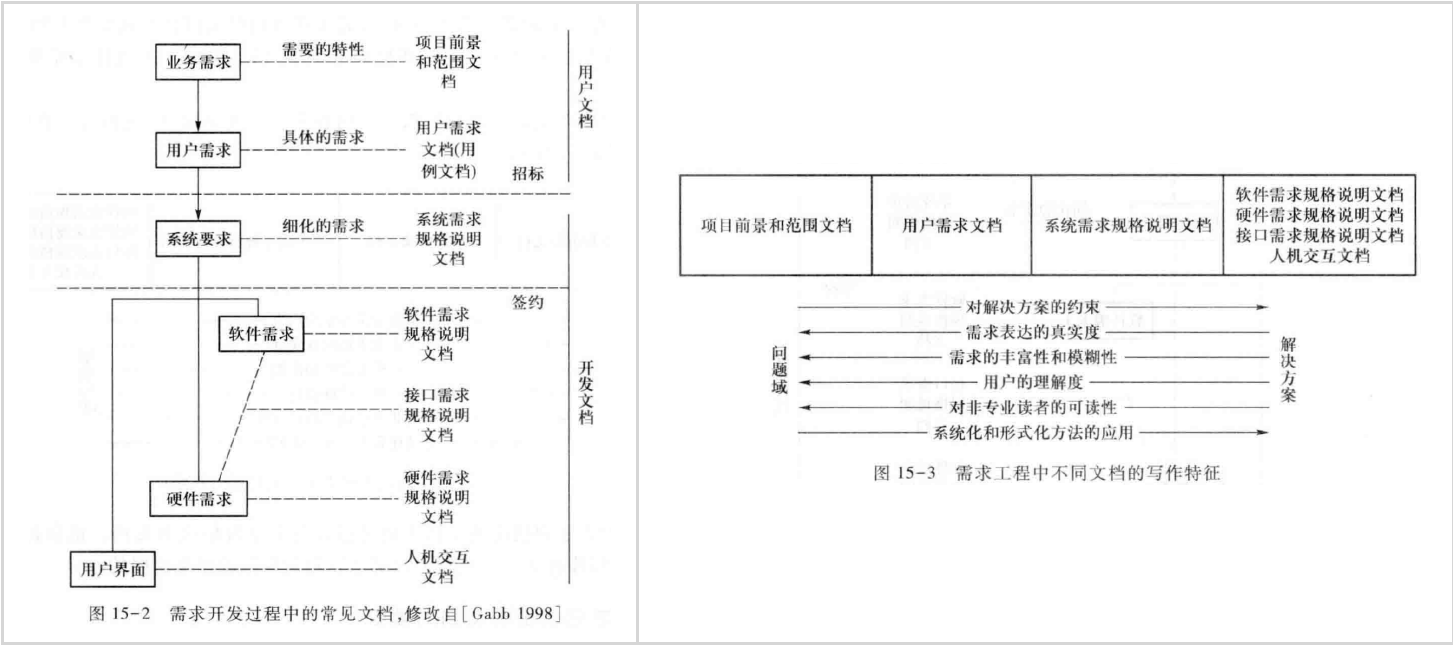 业务需求
需要的特性
项目前景
和范围文
档
用户文档
用户需求
具体的需求
用户需求
文档(用
例文档)
招标
系统要求
细化的需求
系统需求
规格说明
文档
签约
软件需求
软件需求
规格说明
文档
接口需求
规格说明
文档
开发文档
硬件需求
硬件需求
规格说明
文档
用户界面
人机交互
文档
图 15-2 需求开发过程中的常见文档,修改自[Gabb 1998]
项目前景和范围文档
用户需求文档
系统需求规格说明文档
软件需求规格说明文档
硬件需求规格说明文档
接口需求规格说明文档
人机交互文档
问题域
对解决方案的约束
需求表达的真实度
需求的丰富性和模糊性
用户的理解度
对非专业读者的可读性
系统化和形式化方法的应用
解决方案
图 15-3 需求工程中不同文档的写作特征